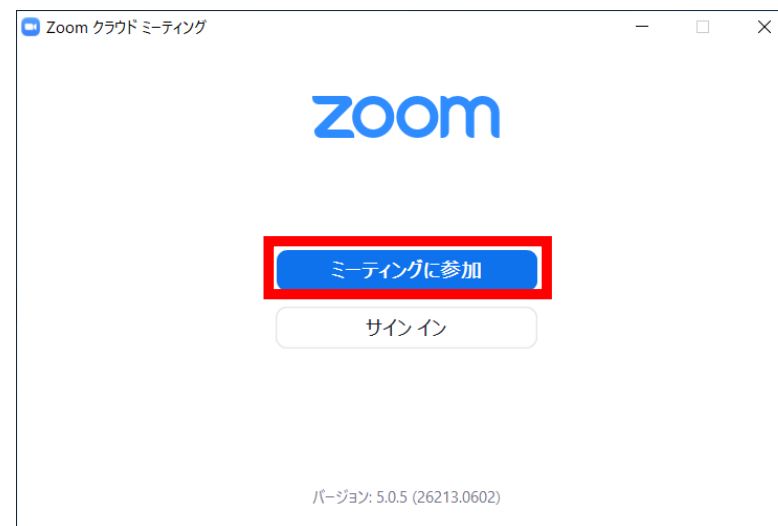 Zoom クラウド ミーティング
zoom
ミーティングに参加
サイン イン
バージョン: 5.0.5 (26213.0602)